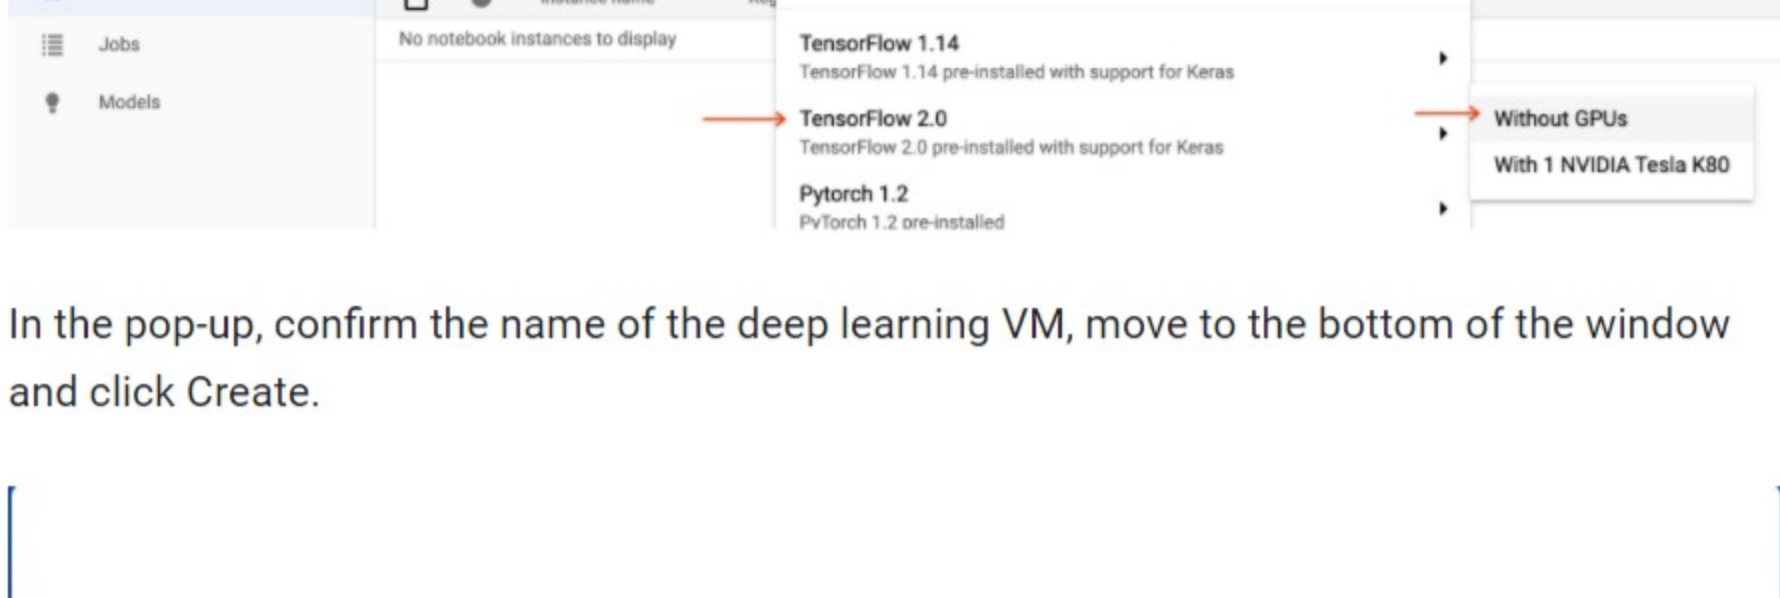 Instance name
Jobs
No notebook instances to display
Models
TensorFlow 1.14
TensorFlow 1.14 pre-installed with support for Keras
TensorFlow 2.0
TensorFlow 2.0 pre-installed with support for Keras
Pytorch 1.2
PyTorch 1.2 pre-installed
Without GPUs
With 1 NVIDIA Tesla K80
In the pop-up, confirm the name of the deep learning VM, move to the bottom of the window
and click Create.